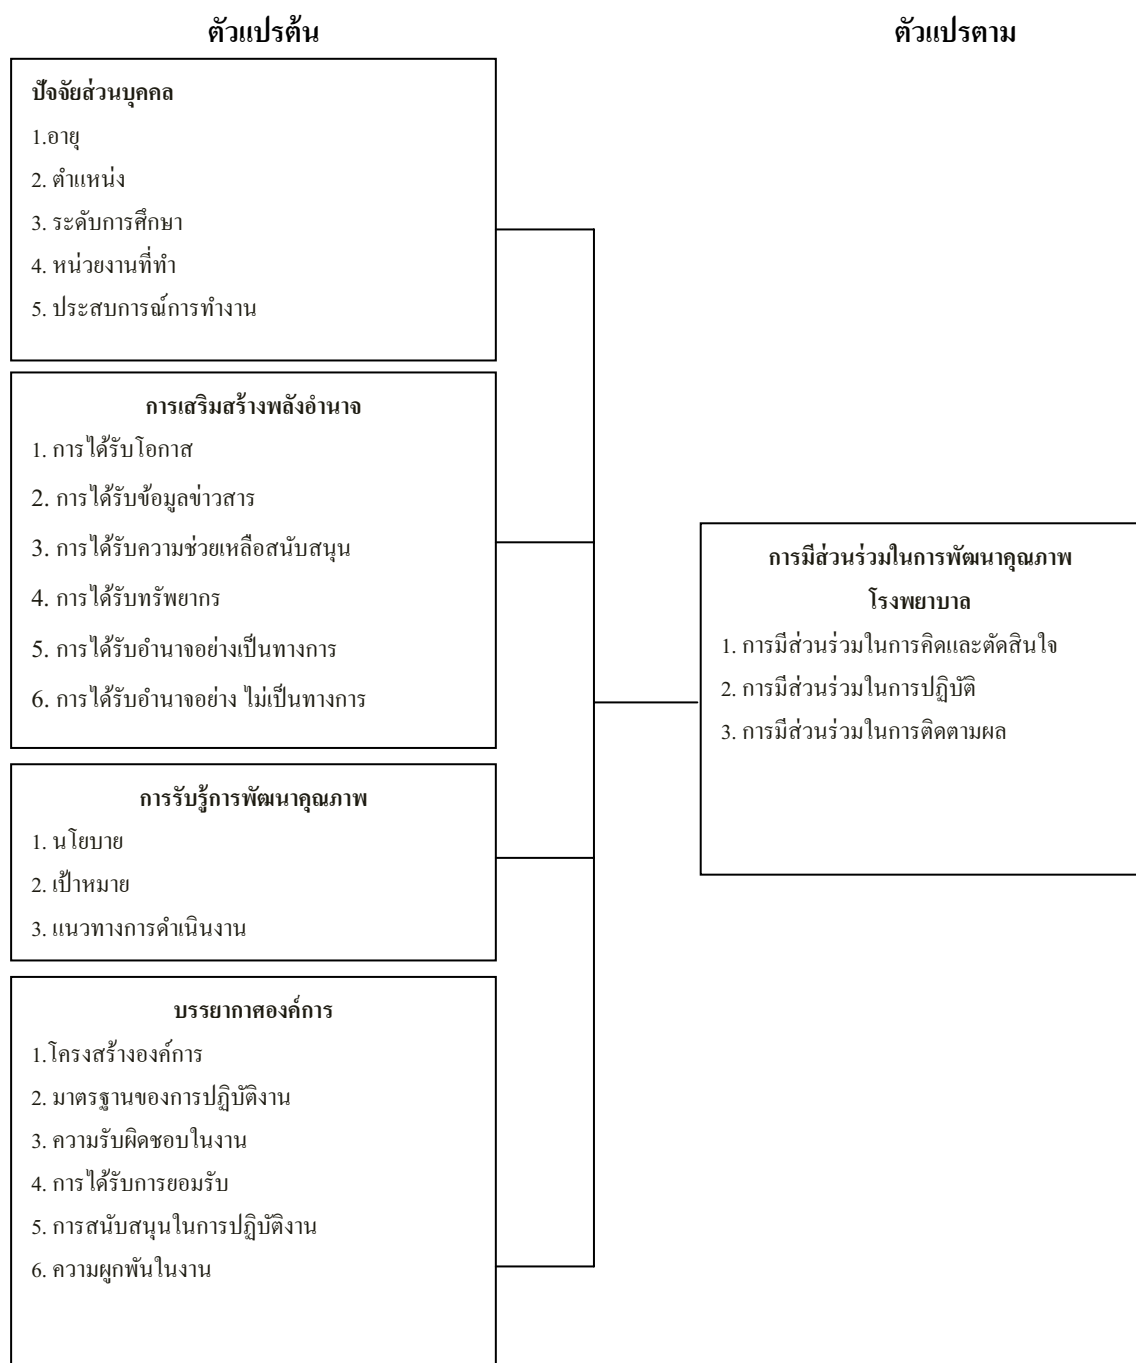 ตัวแปรต้น
ตัวแปรตาม
ปัจจัยส่วนบุคคล
1.อายุ
2. ตำแหน่ง
3. ระดับการศึกษา
4. หน่วยงานที่ทำ
5. ประสบการณ์การทำงาน
การเสริมสร้างพลังอำนาจ
1. การได้รับโอกาส
2. การได้รับข้อมูลข่าวสาร
3. การได้รับความช่วยเหลือสนับสนุน
4. การได้รับทรัพยากร
5. การได้รับอำนาจอย่างเป็นทางการ
6. การได้รับอำนาจอย่าง ไม่เป็นทางการ
การรับรู้การพัฒนาคุณภาพ
1. นโยบาย
2. เป้าหมาย
3. แนวทางการดำเนินงาน
บรรยากาศองค์การ
1.โครงสร้างองค์การ
2. มาตรฐานของการปฏิบัติงาน
3. ความรับผิดชอบในงาน
4. การได้รับการยอมรับ
5. การสนับสนุนในการปฏิบัติงาน
6. ความผูกพันในงาน
การมีส่วนร่วมในการพัฒนาคุณภาพ
โรงพยาบาล
1. การมีส่วนร่วมในการคิดและตัดสินใจ
2. การมีส่วนร่วมในการปฏิบัติ
3. การมีส่วนร่วมในการติดตามผล